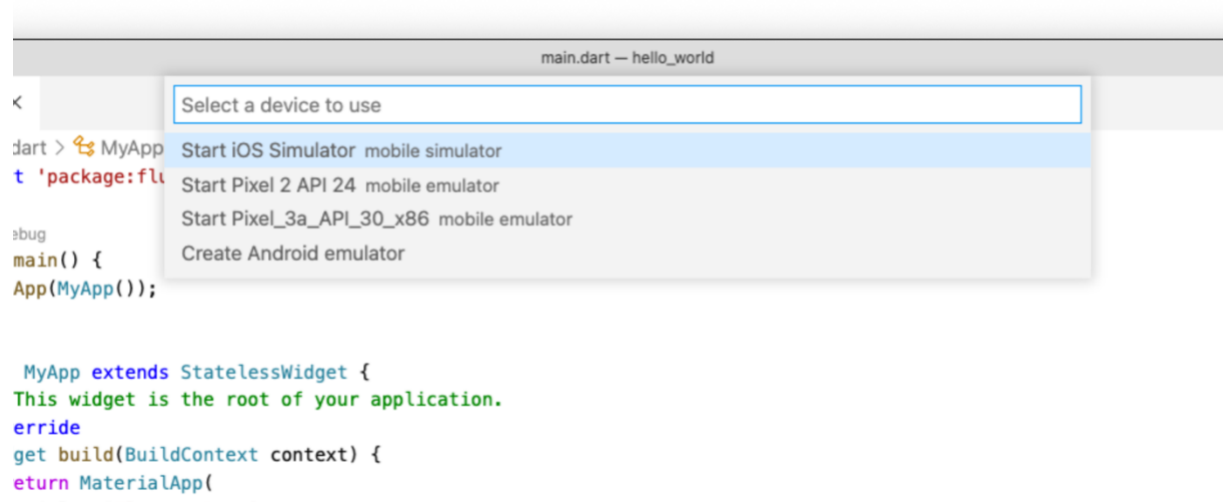 main.dart — hello_world
Select a device to use
dart > MyApp
Start iOS Simulator mobile simulator
t 'package:flu
Start Pixel 2 API 24 mobile emulator
Start Pixel_3a_API_30_x86 mobile emulator
ebug
Create Android emulator
main() {
App(MyApp());
MyApp extends StatelessWidget {
This widget is the root of your application.
erride
get build(BuildContext context) {
eturn MaterialApp(